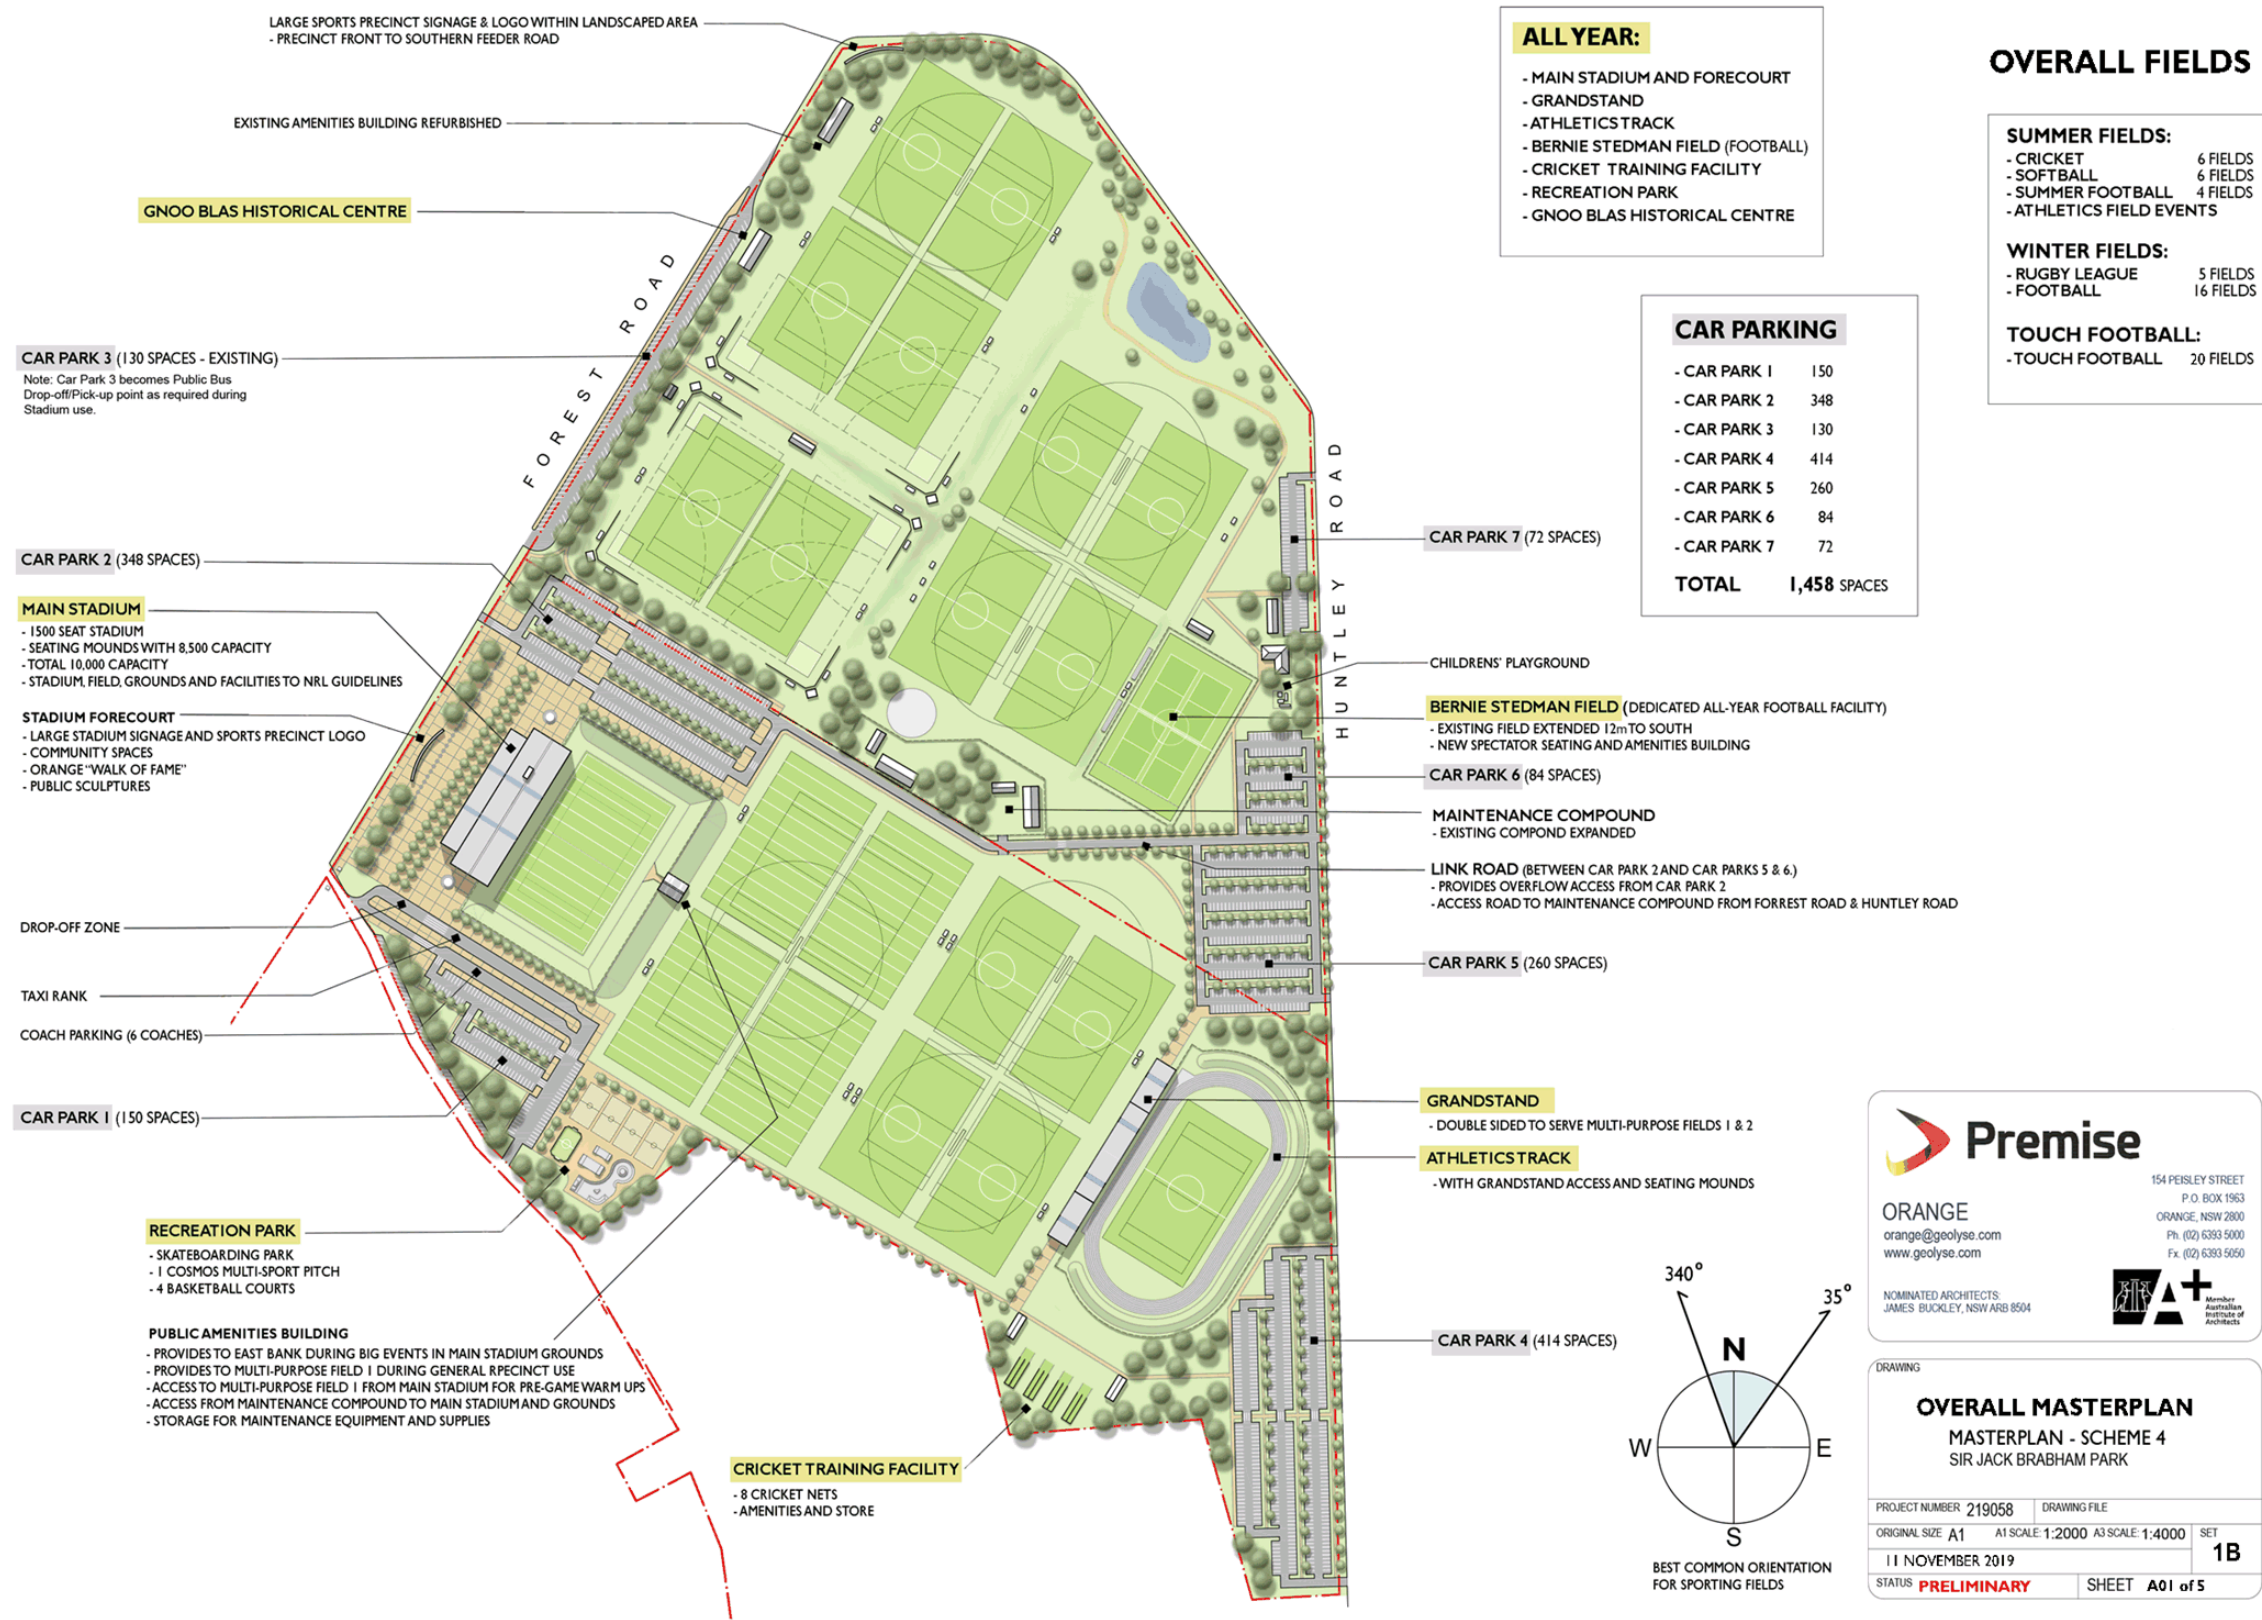 LARGE SPORTS PRECINCT SIGNAGE & LOGO WITHIN LANDSCAPED AREA
- PRECINCT FRONT TO SOUTHERN FEEDER ROAD
EXISTING AMENITIES BUILDING REFURBISHED
GNOO BLAS HISTORICAL CENTRE
CAR PARK 3 (130 SPACES - EXISTING)
Note: Car Park 3 becomes Public Bus
Drop-off/Pick-up point as required during
Stadium use.
CAR PARK 2 (348 SPACES)
MAIN STADIUM
- 1500 SEAT STADIUM
- SEATING MOUNDS WITH 8,500 CAPACITY
- TOTAL 10,000 CAPACITY
- STADIUM, FIELD, GROUNDS AND FACILITIES TO NRL GUIDELINES
STADIUM FORECOURT
- LARGE STADIUM SIGNAGE AND SPORTS PRECINCT LOGO
- COMMUNITY SPACES
- ORANGE "WALK OF FAME"
- PUBLIC SCULPTURES
DROP-OFF ZONE
TAXI RANK
COACH PARKING (6 COACHES)
CAR PARK 1 (150 SPACES)
RECREATION PARK
- SKATEBOARDING PARK
- 1 COSMOS MULTI-SPORT PITCH
- 4 BASKETBALL COURTS
PUBLIC AMENITIES BUILDING
- PROVIDES TO EAST BANK DURING BIG EVENTS IN MAIN STADIUM GROUNDS
- PROVIDES TO MULTI-PURPOSE FIELD 1 DURING GENERAL RPECINCT USE
- ACCESS TO MULTI-PURPOSE FIELD 1 FROM MAIN STADIUM FOR PRE-GAME WARM UPS
- ACCESS FROM MAINTENANCE COMPOUND TO MAIN STADIUM AND GROUNDS
- STORAGE FOR MAINTENANCE EQUIPMENT AND SUPPLIES
CRICKET TRAINING FACILITY
- 8 CRICKET NETS
- AMENITIES AND STORE
FOREST ROAD
HUNTLEY ROAD
ALL YEAR:
- MAIN STADIUM AND FORECOURT
- GRANDSTAND
- ATHLETICS TRACK
- BERNIE STEDMAN FIELD (FOOTBALL)
- CRICKET TRAINING FACILITY
- RECREATION PARK
- GNOO BLAS HISTORICAL CENTRE
OVERALL FIELDS
SUMMER FIELDS:
- CRICKET 6 FIELDS
- SOFTBALL 6 FIELDS
- SUMMER FOOTBALL 4 FIELDS
- ATHLETICS FIELD EVENTS
WINTER FIELDS:
- RUGBY LEAGUE 5 FIELDS
- FOOTBALL 16 FIELDS
TOUCH FOOTBALL:
- TOUCH FOOTBALL 20 FIELDS
CAR PARKING
- CAR PARK 1 150
- CAR PARK 2 348
- CAR PARK 3 130
- CAR PARK 4 414
- CAR PARK 5 260
- CAR PARK 6 84
- CAR PARK 7 72
TOTAL 1,458 SPACES
CAR PARK 7 (72 SPACES)
CHILDRENS' PLAYGROUND
BERNIE STEDMAN FIELD (DEDICATED ALL-YEAR FOOTBALL FACILITY)
- EXISTING FIELD EXTENDED 12m TO SOUTH
- NEW SPECTATOR SEATING AND AMENITIES BUILDING
CAR PARK 6 (84 SPACES)
MAINTENANCE COMPOUND
- EXISTING COMPOND EXPANDED
LINK ROAD (BETWEEN CAR PARK 2 AND CAR PARKS 5 & 6.)
- PROVIDES OVERFLOW ACCESS FROM CAR PARK 2
- ACCESS ROAD TO MAINTENANCE COMPOUND FROM FORREST ROAD & HUNTLEY ROAD
CAR PARK 5 (260 SPACES)
GRANDSTAND
- DOUBLE SIDED TO SERVE MULTI-PURPOSE FIELDS 1 & 2
ATHLETICS TRACK
- WITH GRANDSTAND ACCESS AND SEATING MOUNDS
CAR PARK 4 (414 SPACES)
340°
35°
N
W
E
S
BEST COMMON ORIENTATION
FOR SPORTING FIELDS
Premise
154 PEISLEY STREET
P.O. BOX 1963
ORANGE, NSW 2800
Ph. (02) 6393 5000
Fx. (02) 6393 5050
ORANGE
orange@geolyse.com
www.geolyse.com
NOMINATED ARCHITECTS:
JAMES BUCKLEY, NSW ARB 8504
A+
Member
Australian
Institute of
Architects
DRAWING
OVERALL MASTERPLAN
MASTERPLAN - SCHEME 4
SIR JACK BRABHAM PARK
PROJECT NUMBER 219058 DRAWING FILE
ORIGINAL SIZE A1 A1 SCALE: 1:2000 A3 SCALE: 1:4000 SET
1B
11 NOVEMBER 2019
STATUS PRELIMINARY SHEET A01 of 5